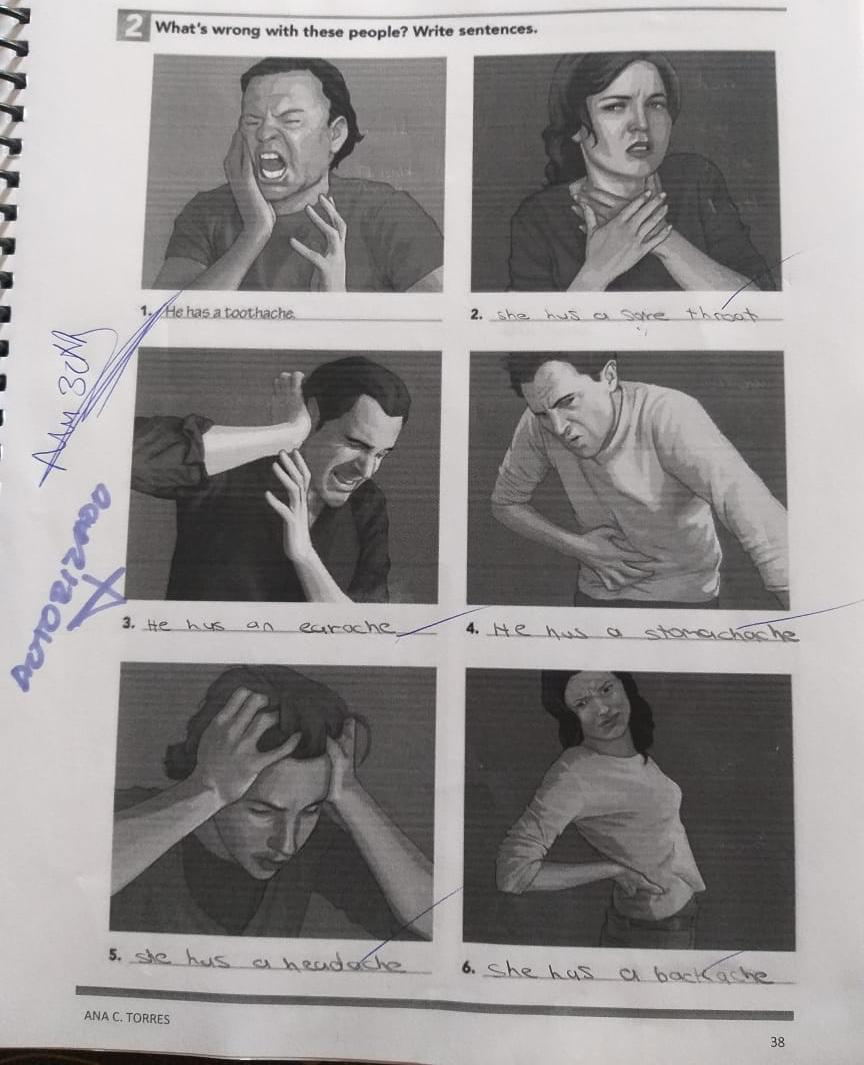 2 What's wrong with these people? Write sentences.
1. He has a toothache.
2. she has a sore throat
3. He has an earache
4. He has a stomachache
AUTORIZADO
5. she has a headache
6. she has a backache
ANA C. TORRES
38